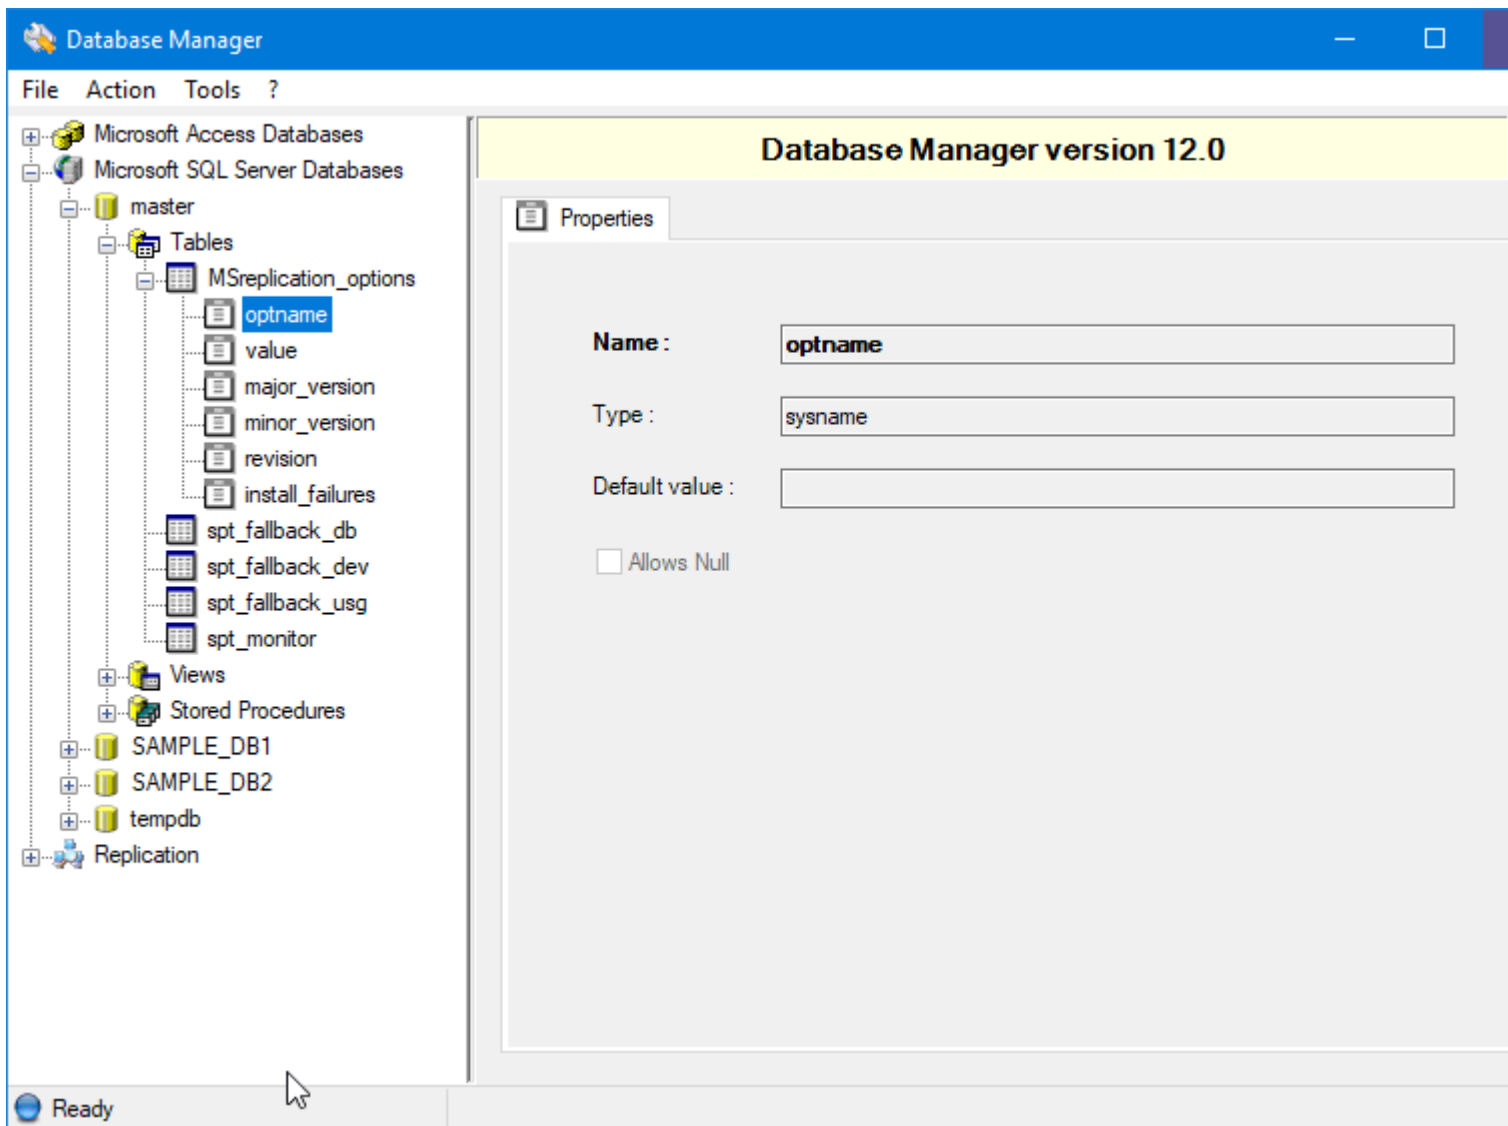 Database Manager
File Action Tools ?
Microsoft Access Databases
Microsoft SQL Server Databases
master
Tables
MSreplication_options
optname
value
major_version
minor_version
revision
install_failures
spt_fallback_db
spt_fallback_dev
spt_fallback_usg
spt_monitor
Views
Stored Procedures
SAMPLE_DB1
SAMPLE_DB2
tempdb
Replication
Database Manager version 12.0
Properties
Name : optname
Type : sysname
Default value :
Allows Null
Ready